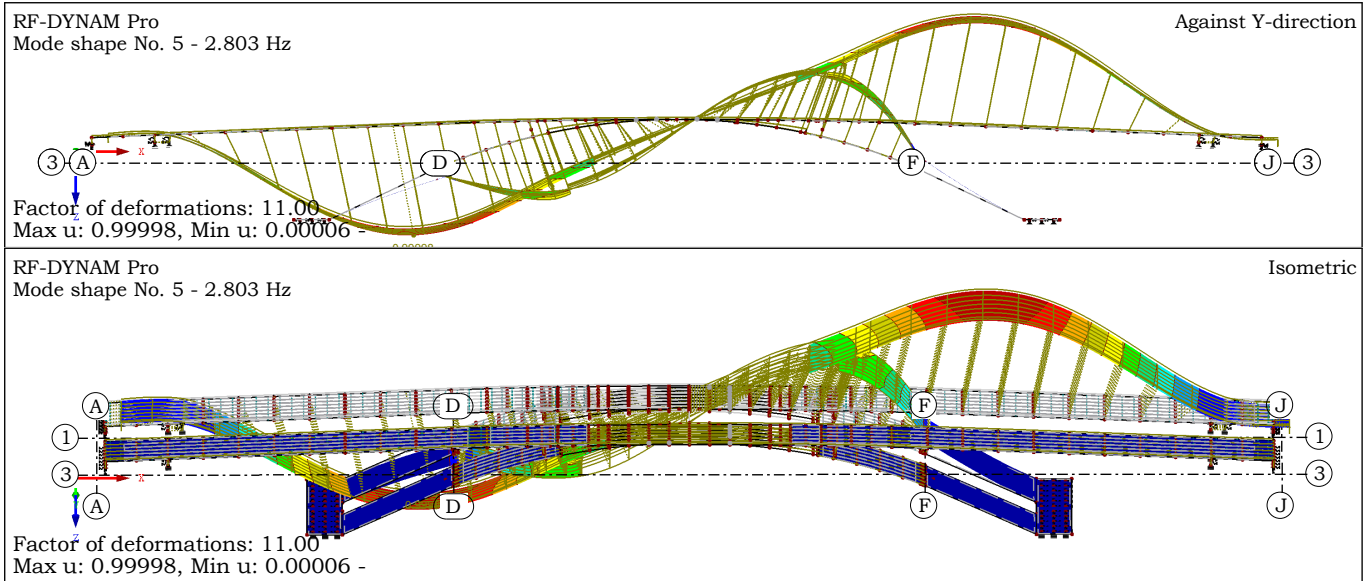 RF-DYNAM Pro
Against Y-direction
Mode shape No. 5 - 2.803 Hz
3 A X D F J 3
Z
Factor of deformations: 11.00
Max u: 0.99998, Min u: 0.00006 -
RF-DYNAM Pro
Isometric
Mode shape No. 5 - 2.803 Hz
A D F J
1 1
3 X 3
A D F J
Z
Factor of deformations: 11.00
Max u: 0.99998, Min u: 0.00006 -